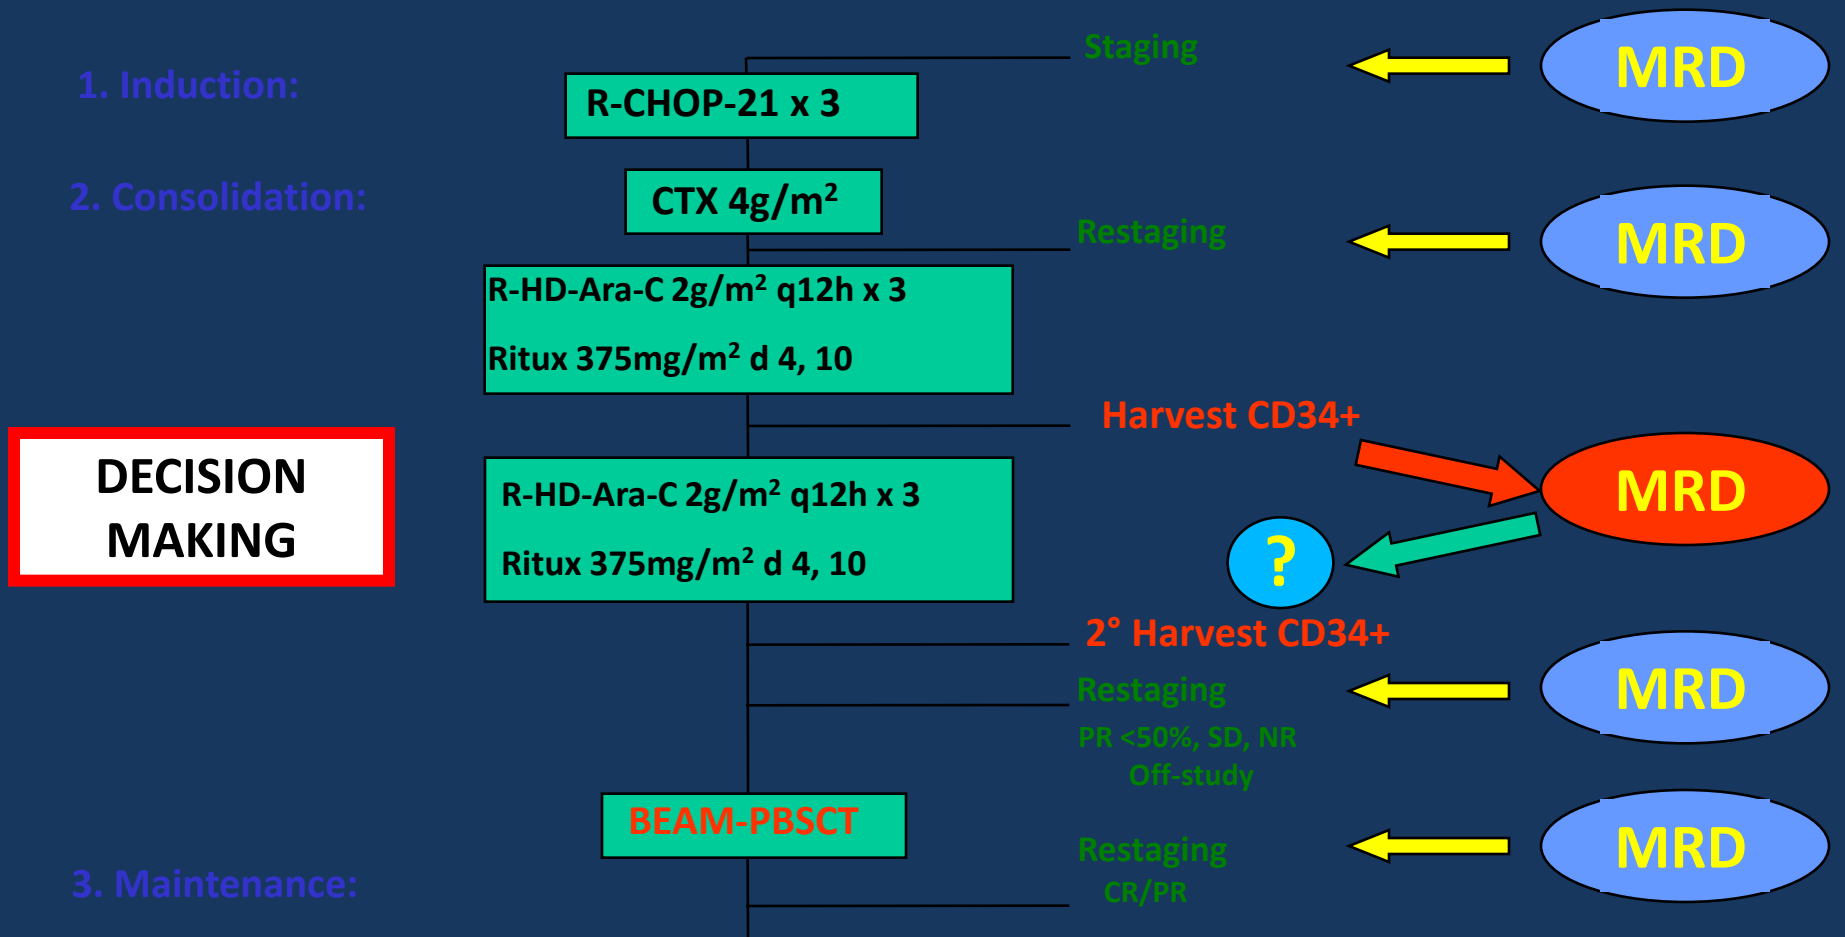 Staging
MRD
1. Induction:
R-CHOP-21 x 3
2. Consolidation:
CTX 4g/m²
Restaging
MRD
R-HD-Ara-C 2g/m² q12h x 3
Ritux 375mg/m² d 4, 10
Harvest CD34+
DECISION
MAKING
R-HD-Ara-C 2g/m² q12h x 3
Ritux 375mg/m² d 4, 10
MRD
?
2° Harvest CD34+
Restaging
MRD
PR <50%, SD, NR
Off-study
BEAM-PBSCT
Restaging
CR/PR
MRD
3. Maintenance: